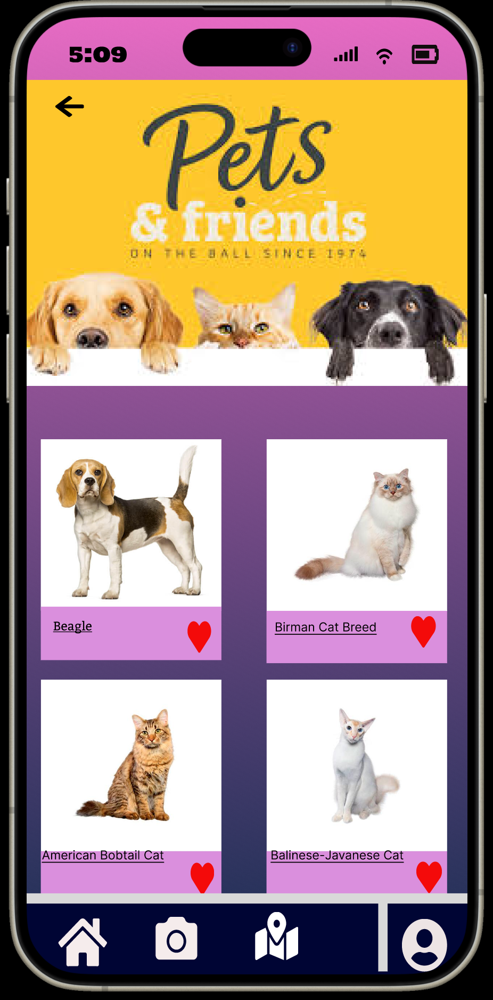 5:09
Pets
& friends
ON THE BALL SINCE 1974
Beagle
Birman Cat Breed
American Bobtail Cat
Balinese-Javanese Cat